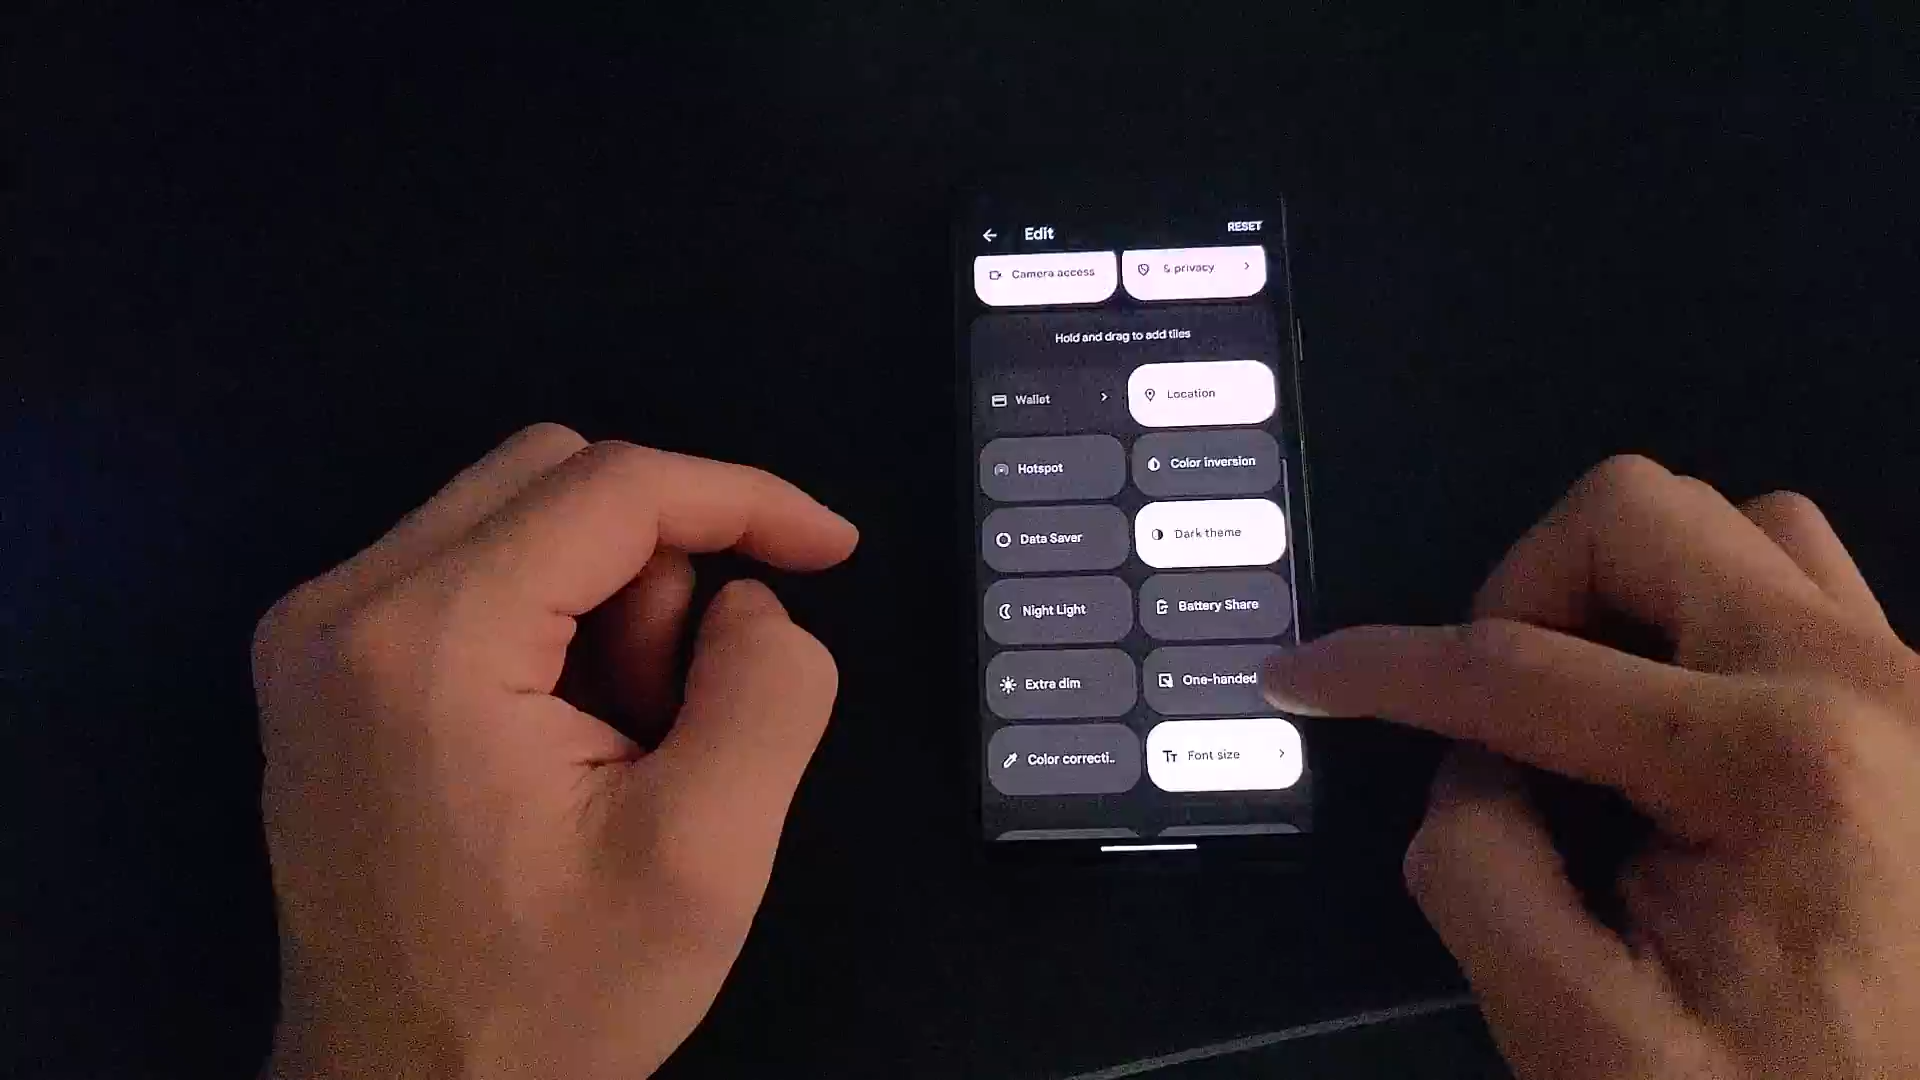 Edit
RESET
Camera access
& privacy
Hold and drag to add tiles
Wallet
Location
Hotspot
Color inversion
Data Saver
Dark theme
Night Light
Battery Share
Extra dim
One-handed
Color correcti..
Font size